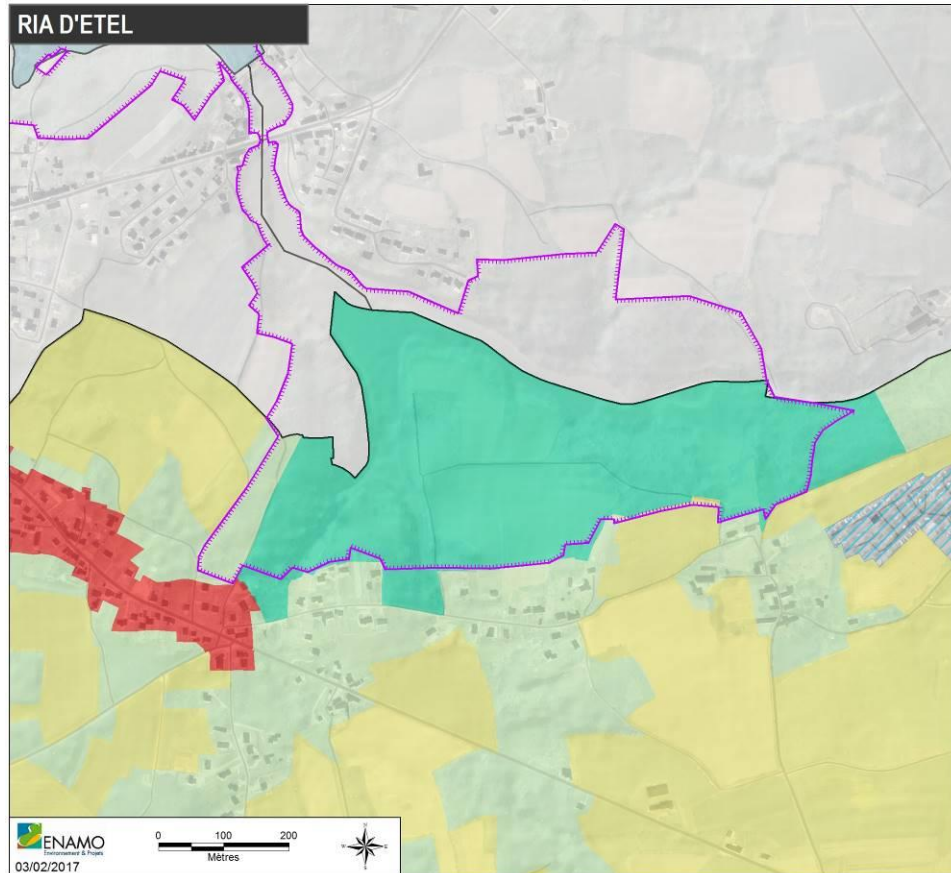 RIA D'ETEL
ENAMO
Environnement & Projets
03/02/2017
0 100 200
Mètres